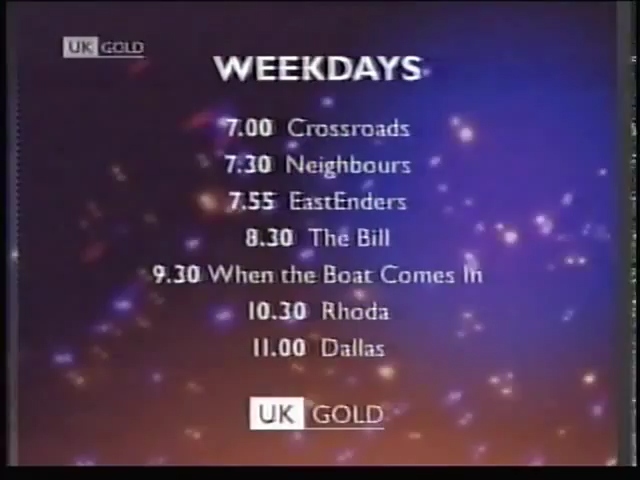 UK GOLD
WEEKDAYS
7.00 Crossroads
7.30 Neighbours
7.55 EastEnders
8.30 The Bill
9.30 When the Boat Comes In
10.30 Rhoda
11.00 Dallas
UK GOLD